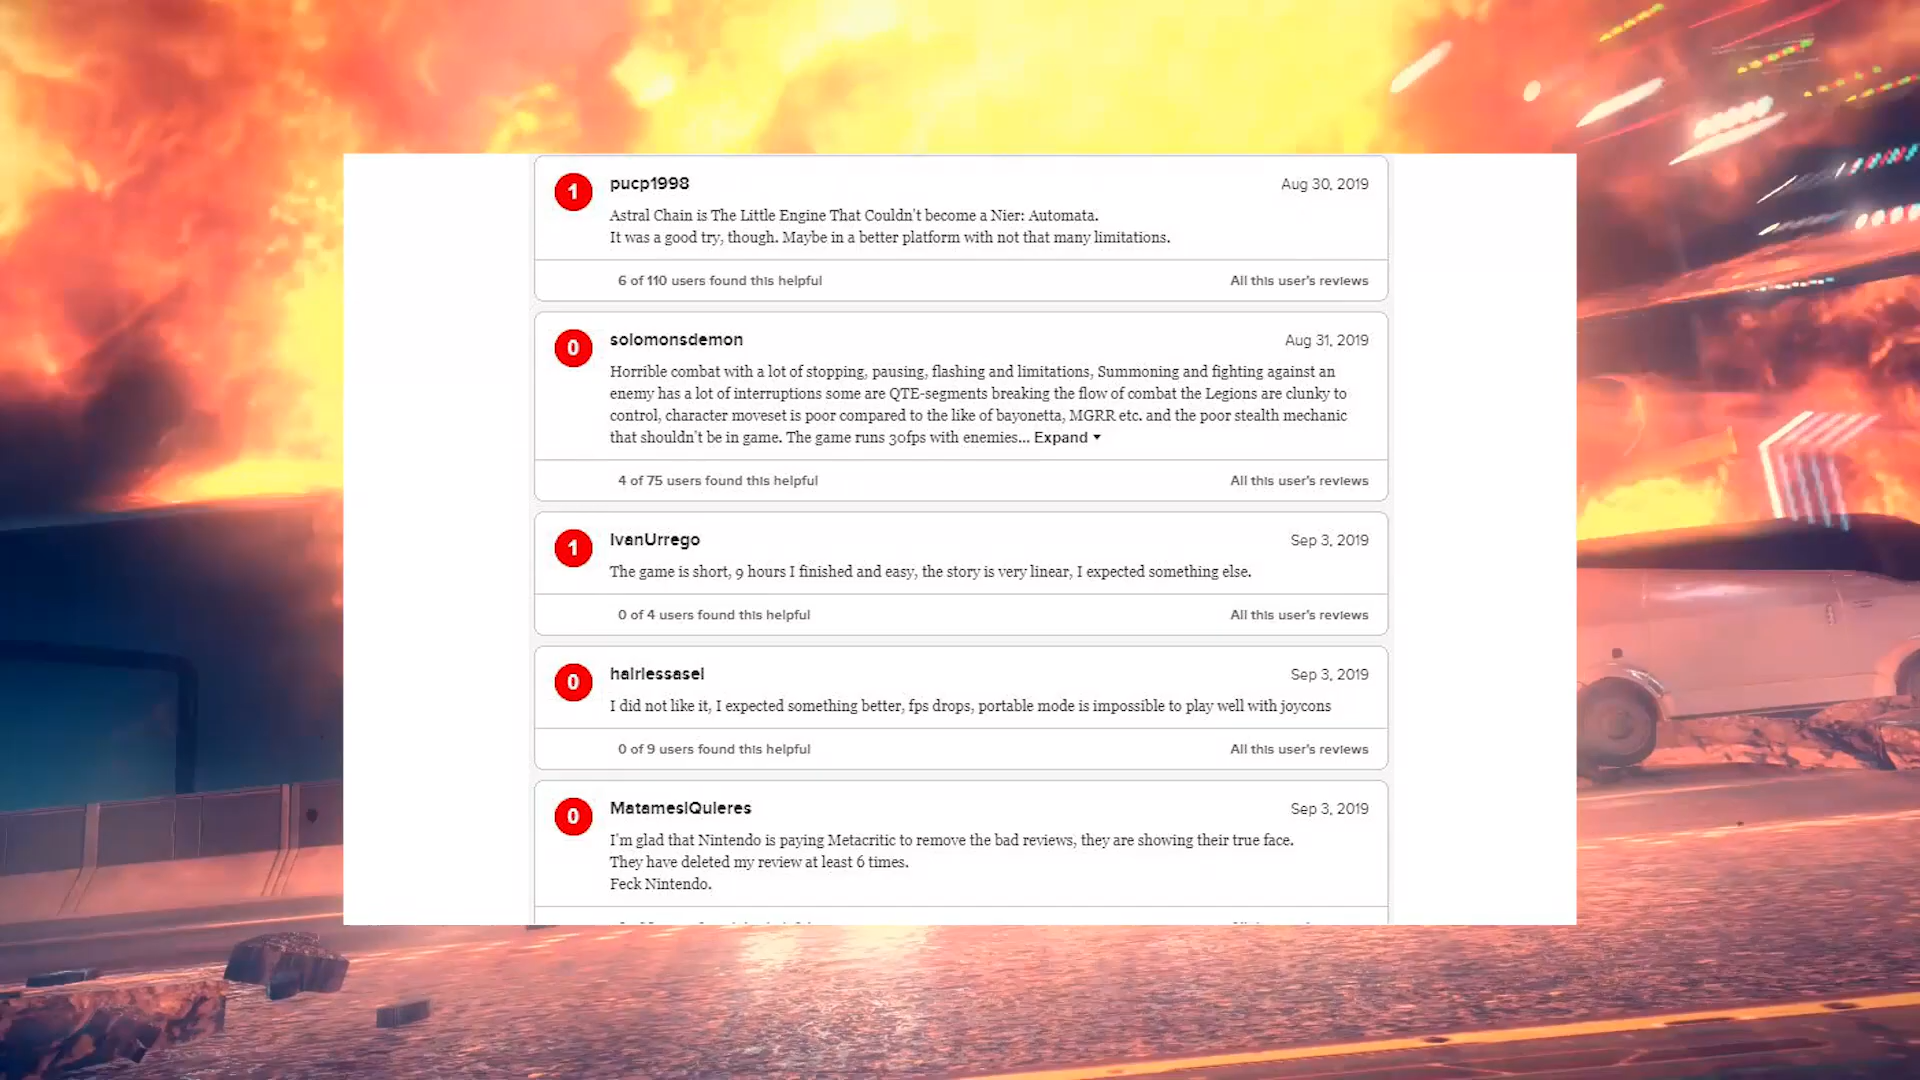 1 pucp1998 Aug 30, 2019
Astral Chain is The Little Engine That Couldn't become a Nier: Automata.
It was a good try, though. Maybe in a better platform with not that many limitations.
6 of 110 users found this helpful All this user's reviews
0 solomonsdemon Aug 31, 2019
Horrible combat with a lot of stopping, pausing, flashing and limitations, Summoning and fighting against an
enemy has a lot of interruptions some are QTE-segments breaking the flow of combat the Legions are clunky to
control, character moveset is poor compared to the like of bayonetta, MGRR etc. and the poor stealth mechanic
that shouldn't be in game. The game runs 30fps with enemies... Expand
4 of 75 users found this helpful All this user's reviews
1 IvanUrrego Sep 3, 2019
The game is short, 9 hours I finished and easy, the story is very linear, I expected something else.
0 of 4 users found this helpful All this user's reviews
0 hairlessasei Sep 3, 2019
I did not like it, I expected something better, fps drops, portable mode is impossible to play well with joycons
0 of 9 users found this helpful All this user's reviews
0 MatamesiQuieres Sep 3, 2019
I'm glad that Nintendo is paying Metacritic to remove the bad reviews, they are showing their true face.
They have deleted my review at least 6 times.
Feck Nintendo.